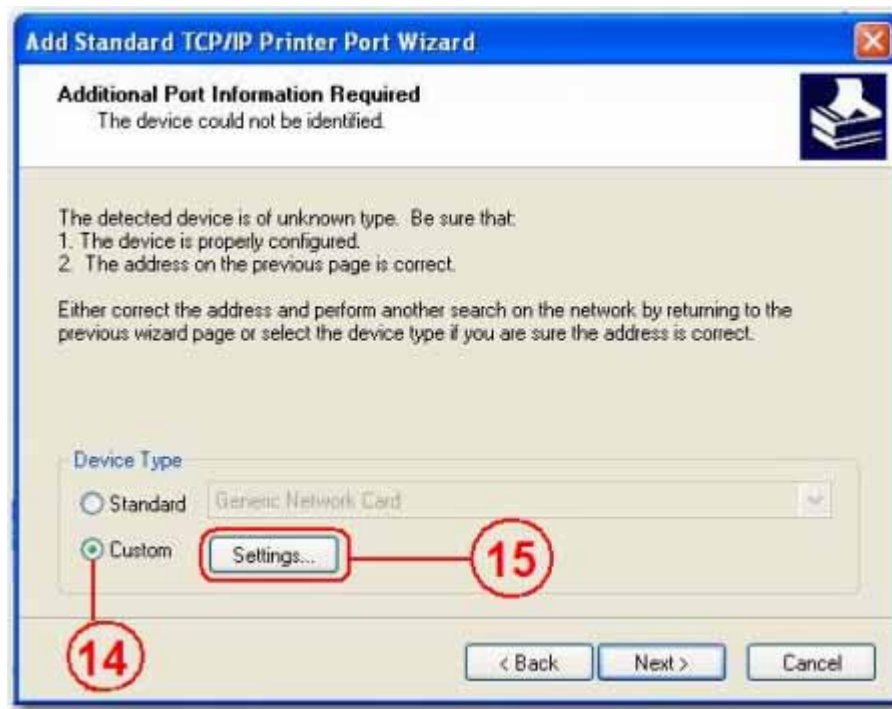 Add Standard TCP/IP Printer Port Wizard
Additional Port Information Required
The device could not be identified.
The detected device is of unknown type. Be sure that:
1. The device is properly configured.
2. The address on the previous page is correct.
Either correct the address and perform another search on the network by returning to the
previous wizard page or select the device type if you are sure the address is correct.
Device Type
Standard
Generic Network Card
Custom
Settings...
15
14
< Back
Next >
Cancel